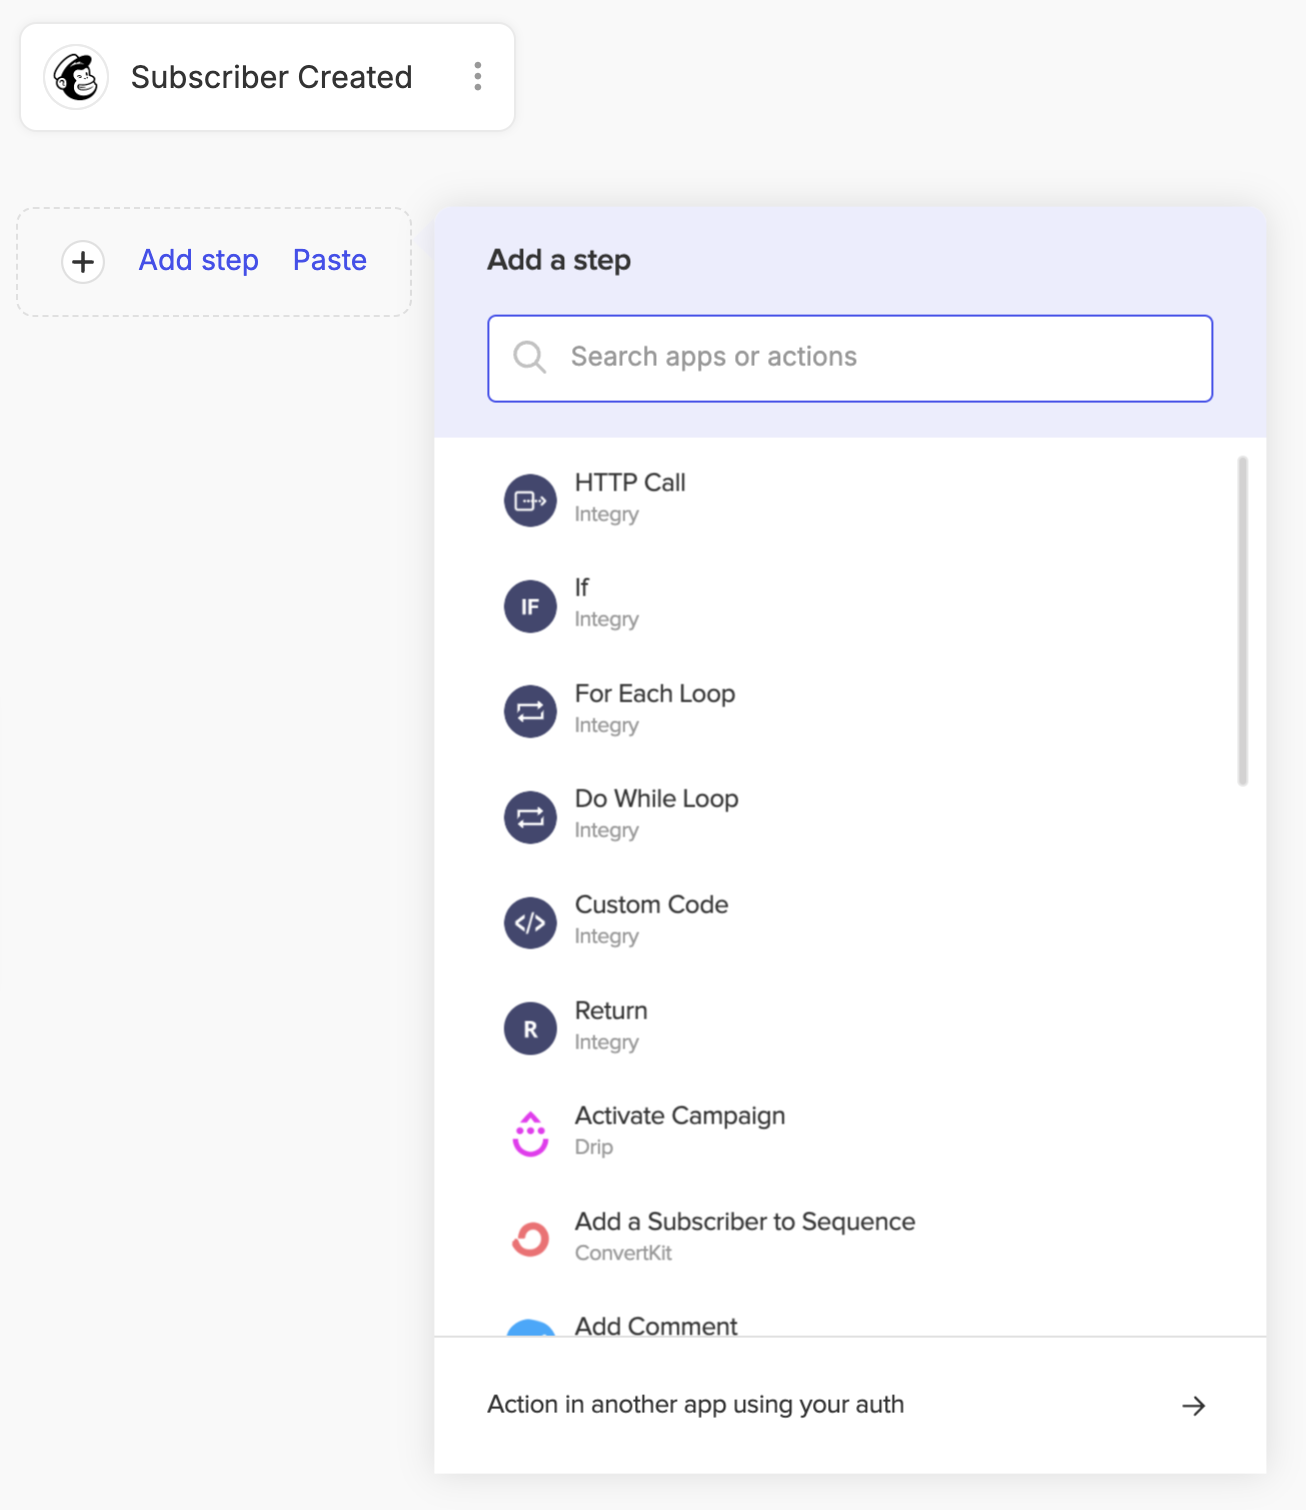 Subscriber Created
Add step Paste
Add a step
Search apps or actions
HTTP Call
Integry
IF
If
Integry
For Each Loop
Integry
Do While Loop
Integry
</>
Custom Code
Integry
R
Return
Integry
Activate Campaign
Drip
Add a Subscriber to Sequence
ConvertKit
Add Comment
Action in another app using your auth